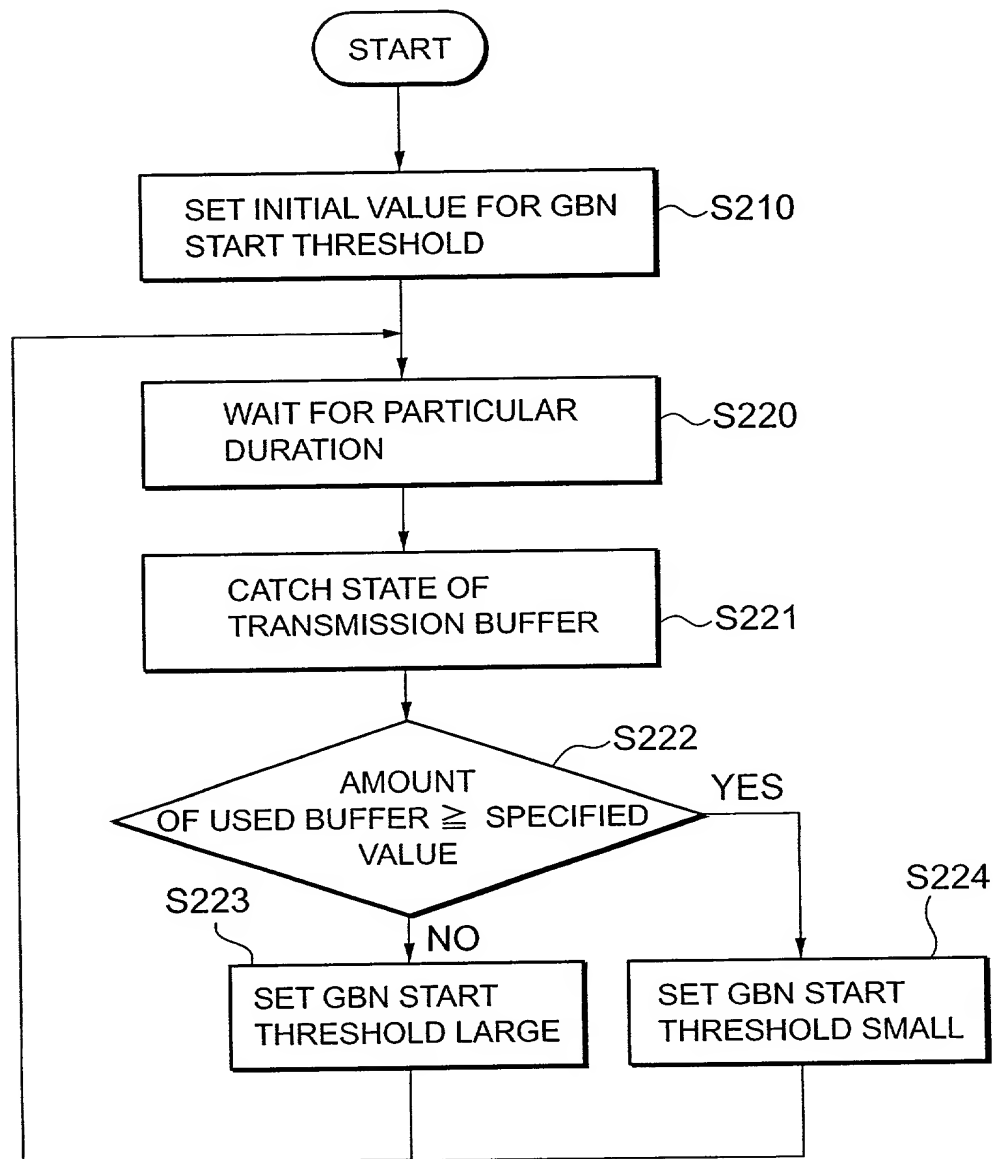 START
SET INITIAL VALUE FOR GBN
START THRESHOLD
S210
WAIT FOR PARTICULAR
DURATION
S220
CATCH STATE OF
TRANSMISSION BUFFER
S221
S222
AMOUNT
OF USED BUFFER ≧ SPECIFIED
VALUE
YES
S223
NO
S224
SET GBN START
THRESHOLD LARGE
SET GBN START
THRESHOLD SMALL